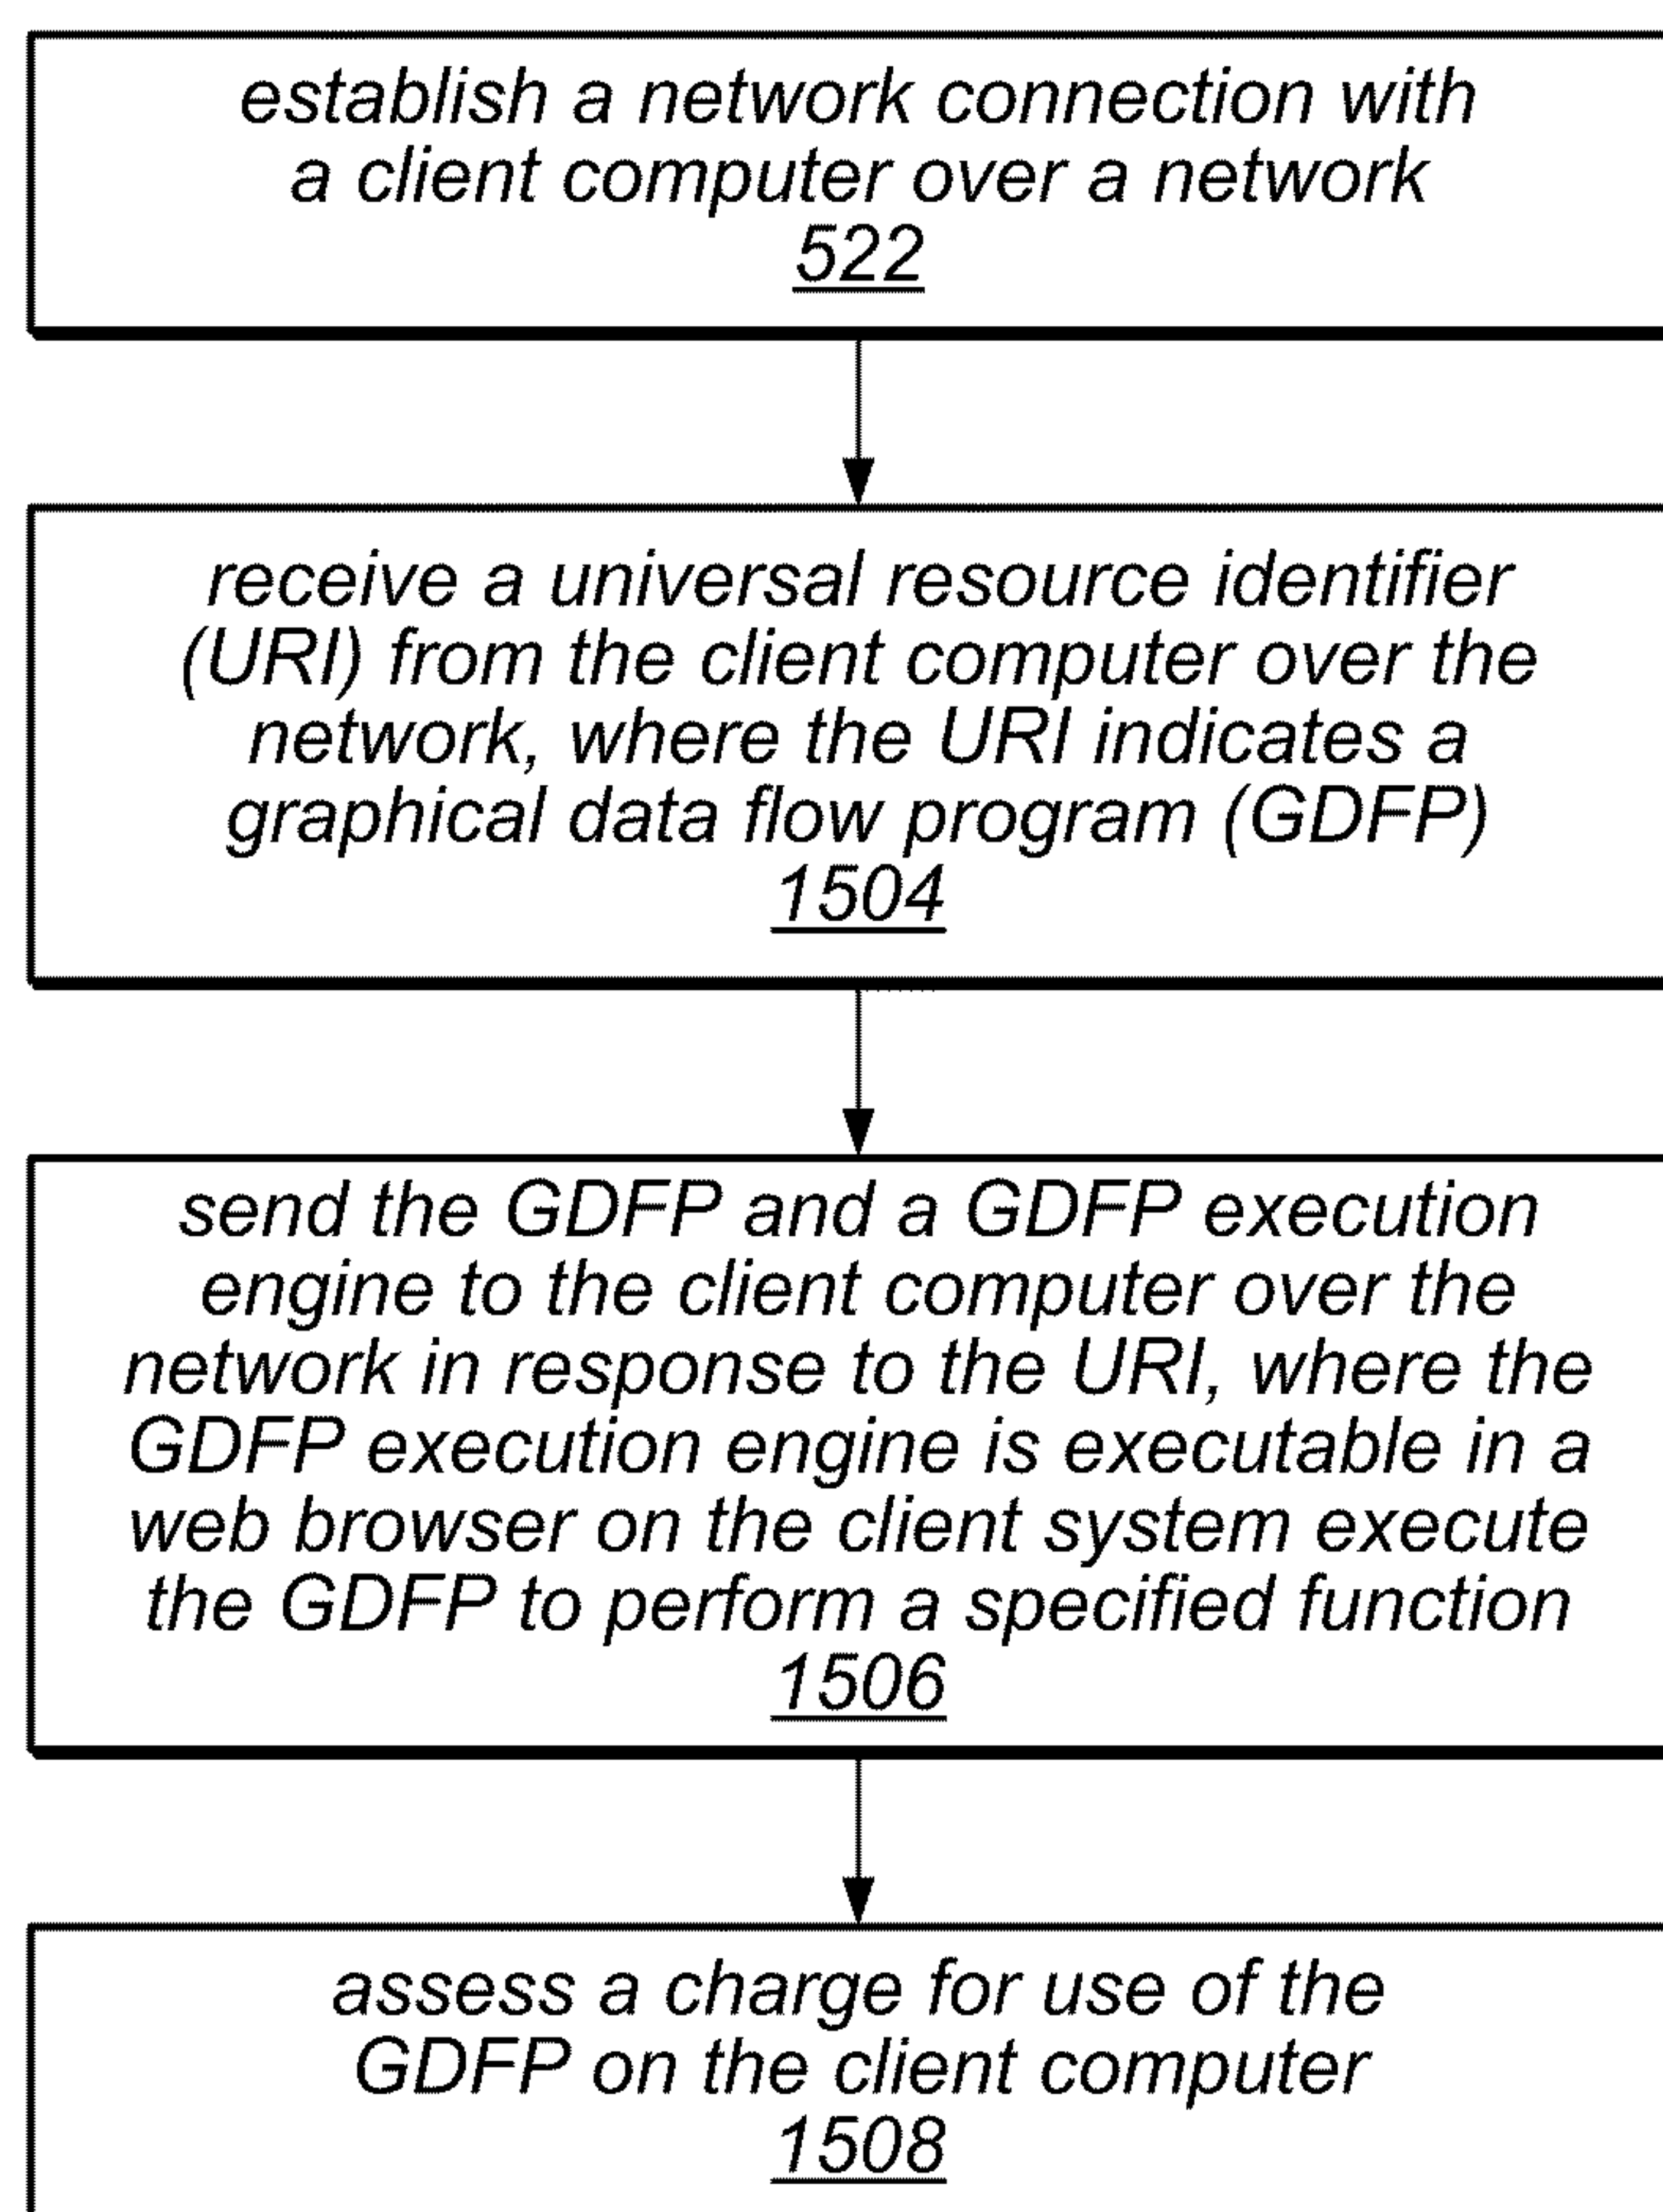 establish a network connection with
a client computer over a network
522
receive a universal resource identifier
(URI) from the client computer over the
network, where the URI indicates a
graphical data flow program (GDFP)
1504
send the GDFP and a GDFP execution
engine to the client computer over the
network in response to the URI, where the
GDFP execution engine is executable in a
web browser on the client system execute
the GDFP to perform a specified function
1506
assess a charge for use of the
GDFP on the client computer
1508